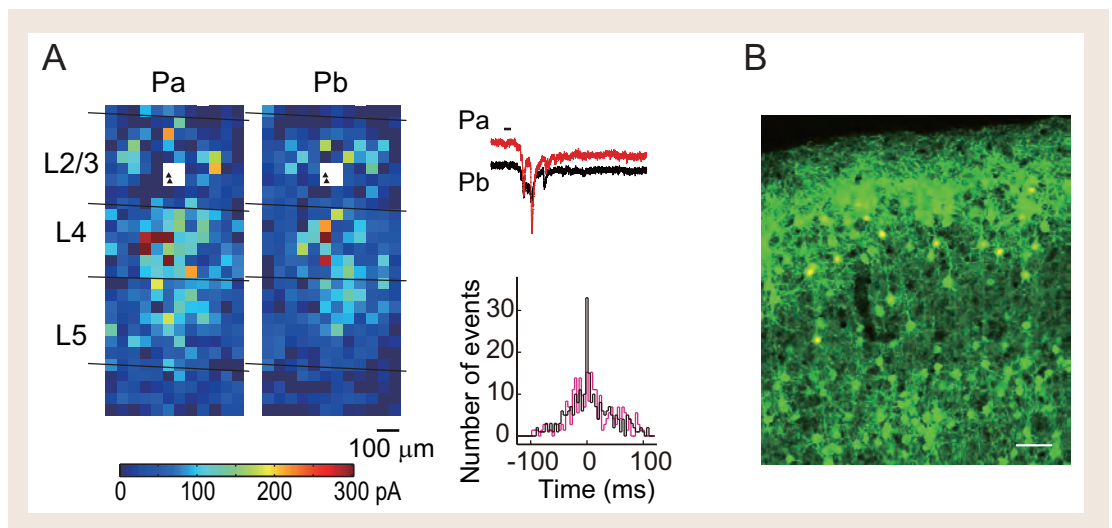 A
Pa Pb
L2/3
L4
L5
100 μm
0 100 200 300 pA
Pa
Pb
Number of events
30
20
10
0
-100 0 100
Time (ms)
B